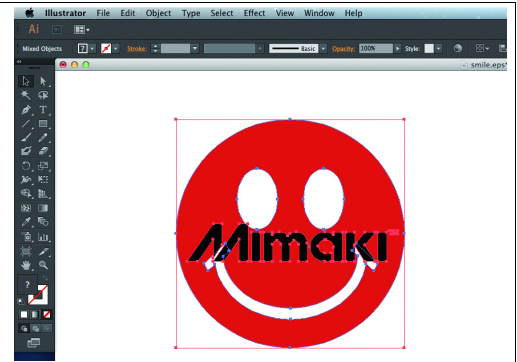 Illustrator File Edit Object Type Select Effect View Window Help
Ai
Mixed Objects ? Stroke: Basic Opacity: 100% Style:
smile.eps*
Mimaki
T
?